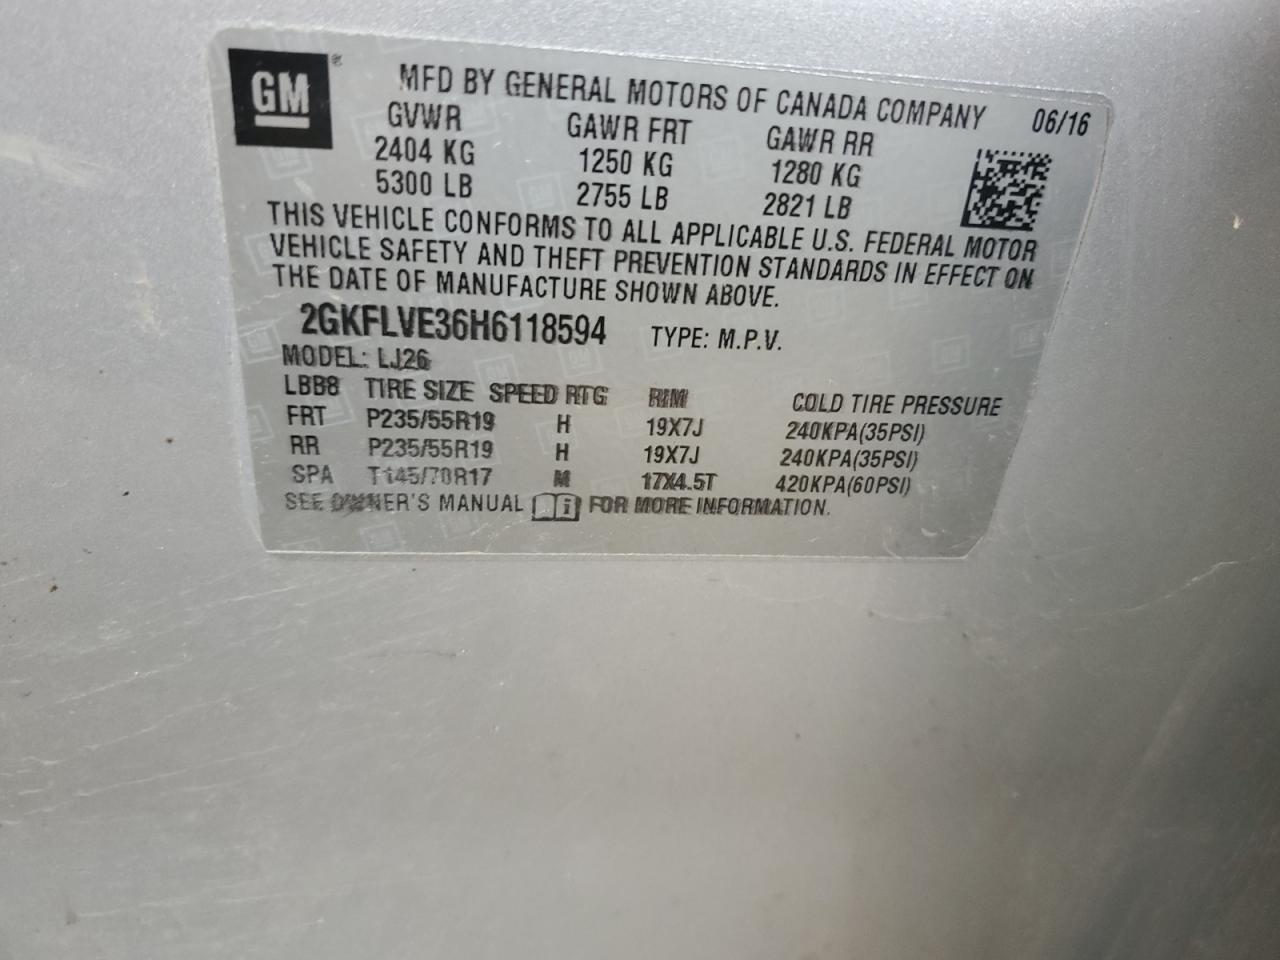 GM®
MFD BY GENERAL MOTORS OF CANADA COMPANY 06/16
GVWR GAWR FRT GAWR RR
2404 KG 1250 KG 1280 KG
5300 LB 2755 LB 2821 LB
THIS VEHICLE CONFORMS TO ALL APPLICABLE U.S. FEDERAL MOTOR
VEHICLE SAFETY AND THEFT PREVENTION STANDARDS IN EFFECT ON
THE DATE OF MANUFACTURE SHOWN ABOVE.
2GKFLVE36H6118594 TYPE: M.P.V.
MODEL: LJ26
LBB8 TIRE SIZE SPEED RTG RIM COLD TIRE PRESSURE
FRT P235/55R19 H 19X7J 240KPA(35PSI)
RR P235/55R19 H 19X7J 240KPA(35PSI)
SPA T145/70R17 M 17X4.5T 420KPA(60PSI)
SEE OWNER'S MANUAL FOR MORE INFORMATION.